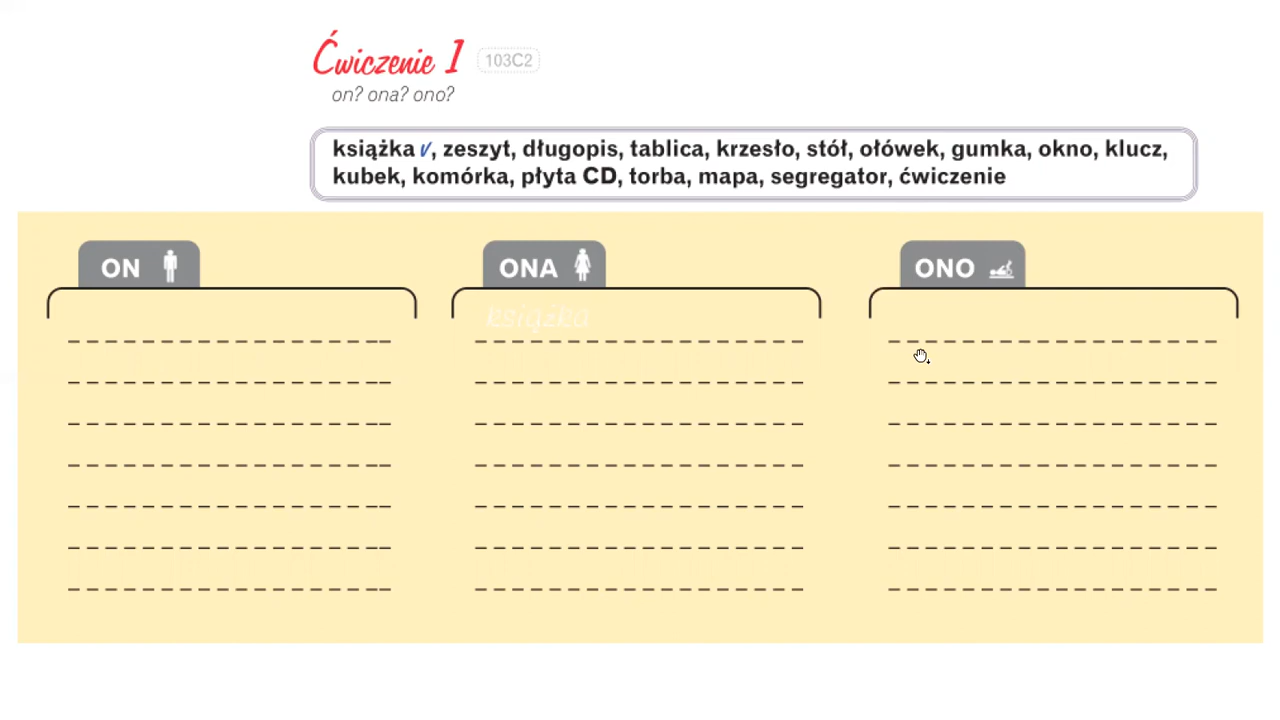 Ćwiczenie 1 103C2
on? ona? ono?
książka ✓, zeszyt, długopis, tablica, krzesło, stół, ołówek, gumka, okno, klucz,
kubek, komórka, płyta CD, torba, mapa, segregator, ćwiczenie
ON ONA ONO
książka